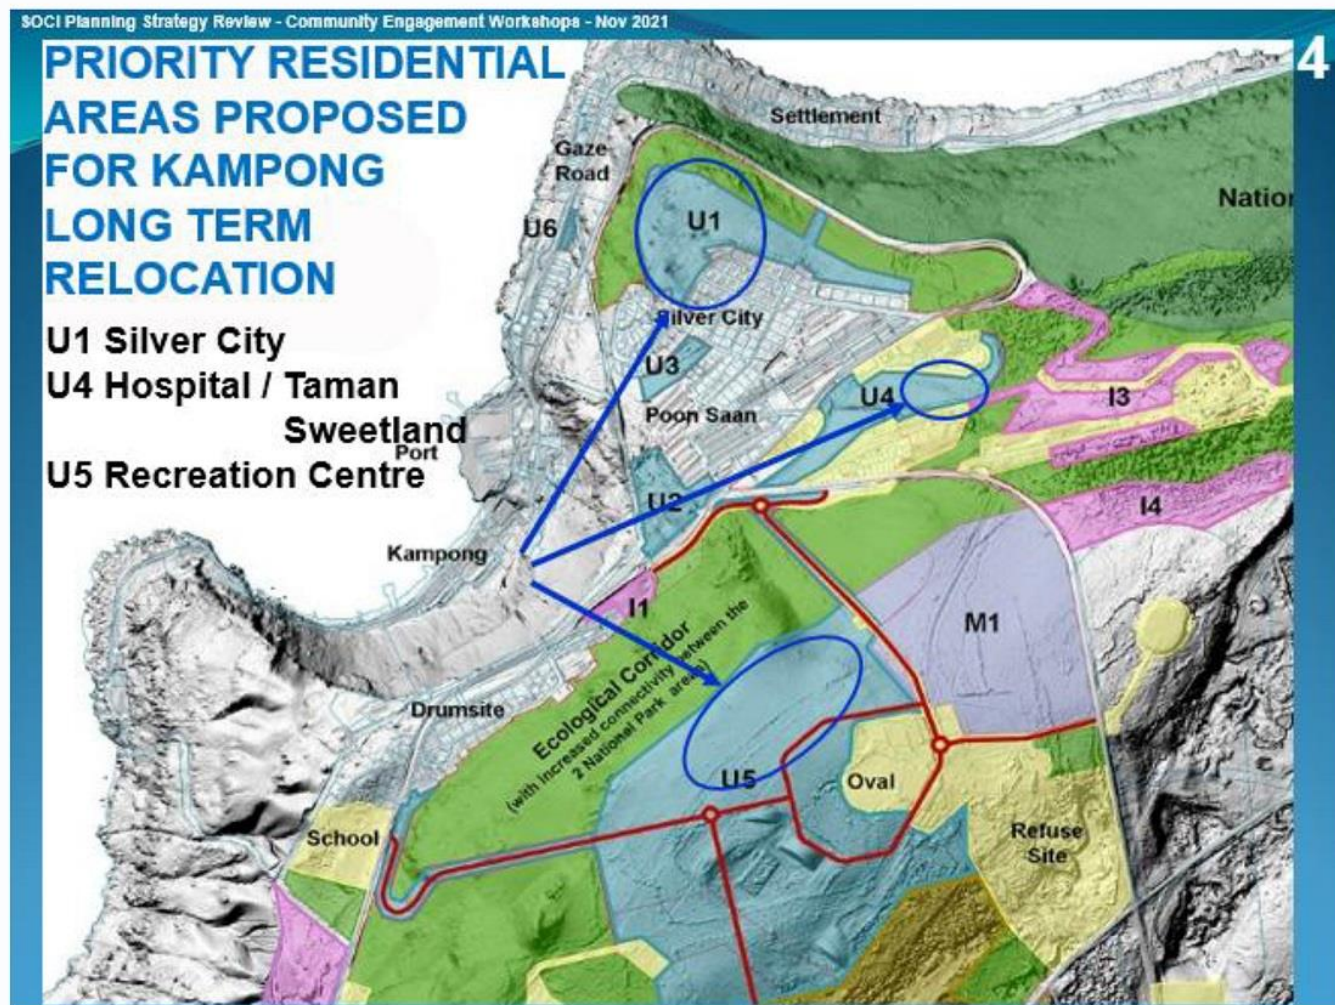 SOCI Planning Strategy Review - Community Engagement Workshops - Nov 2021
4
PRIORITY RESIDENTIAL
AREAS PROPOSED
FOR KAMPONG
LONG TERM
RELOCATION
U1 Silver City
U4 Hospital / Taman
Sweetland
U5 Recreation Centre
Settlement
Gaze
Road
Nation
U6
U1
Silver City
U3
Poon Saan
U4
I3
Port
U2
I4
Kampong
I1
M1
Ecological Corridor
(with increased connectivity between the
2 National Park areas)
Drumsite
U5
Oval
School
Refuse
Site